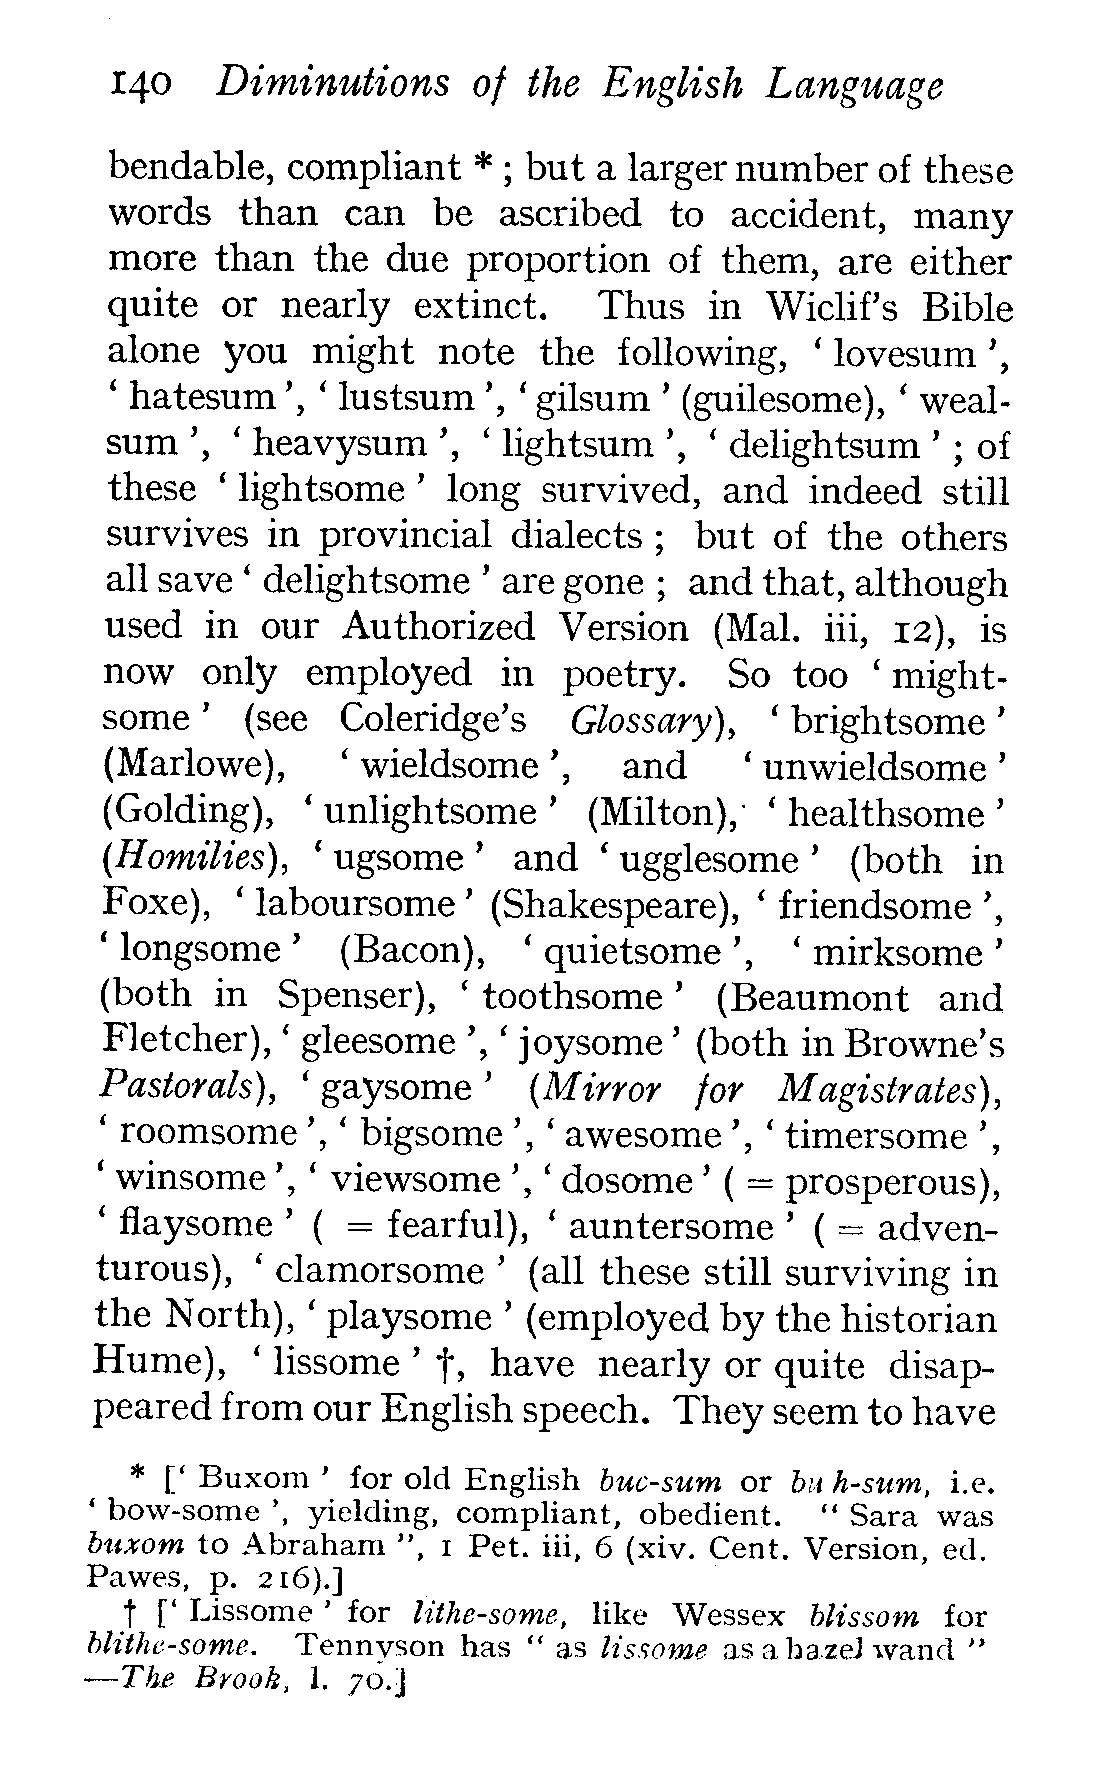 140 Diminutions of the English Language
bendable, compliant * ; but a larger number of these
words than can be ascribed to accident, many
more than the due proportion of them, are either
quite or nearly extinct. Thus in Wiclif's Bible
alone you might note the following, ‘ lovesum ’,
‘ hatesum ’, ‘ lustsum ’, ‘ gilsum ’ (guilesome), ‘ weal-
sum ’, ‘ heavysum ’, ‘ lightsum ’, ‘ delightsum ’ ; of
these ‘ lightsome ’ long survived, and indeed still
survives in provincial dialects ; but of the others
all save ‘ delightsome ’ are gone ; and that, although
used in our Authorized Version (Mal. iii, 12), is
now only employed in poetry. So too ‘ might-
some ’ (see Coleridge's Glossary), ‘ brightsome ’
(Marlowe), ‘ wieldsome ’, and ‘ unwieldsome ’
(Golding), ‘ unlightsome ’ (Milton), ‘ healthsome ’
(Homilies), ‘ ugsome ’ and ‘ ugglesome ’ (both in
Foxe), ‘ laboursome ’ (Shakespeare), ‘ friendsome ’,
‘ longsome ’ (Bacon), ‘ quietsome ’, ‘ mirksome ’
(both in Spenser), ‘ toothsome ’ (Beaumont and
Fletcher), ‘ gleesome ’, ‘ joysome ’ (both in Browne's
Pastorals), ‘ gaysome ’ (Mirror for Magistrates),
‘ roomsome ’, ‘ bigsome ’, ‘ awesome ’, ‘ timersome ’,
‘ winsome ’, ‘ viewsome ’, ‘ dosome ’ ( = prosperous),
‘ flaysome ’ ( = fearful), ‘ auntersome ’ ( = adven-
turous), ‘ clamorsome ’ (all these still surviving in
the North), ‘ playsome ’ (employed by the historian
Hume), ‘ lissome ’ †, have nearly or quite disap-
peared from our English speech. They seem to have
* [‘ Buxom ’ for old English buc-sum or bu h-sum, i.e.
‘ bow-some ’, yielding, compliant, obedient. “ Sara was
buxom to Abraham ”, 1 Pet. iii, 6 (xiv. Cent. Version, ed.
Pawes, p. 216).]
† [‘ Lissome ’ for lithe-some, like Wessex blissom for
blithe-some. Tennyson has “ as lissome as a hazel wand ”
—The Brook, l. 70.]